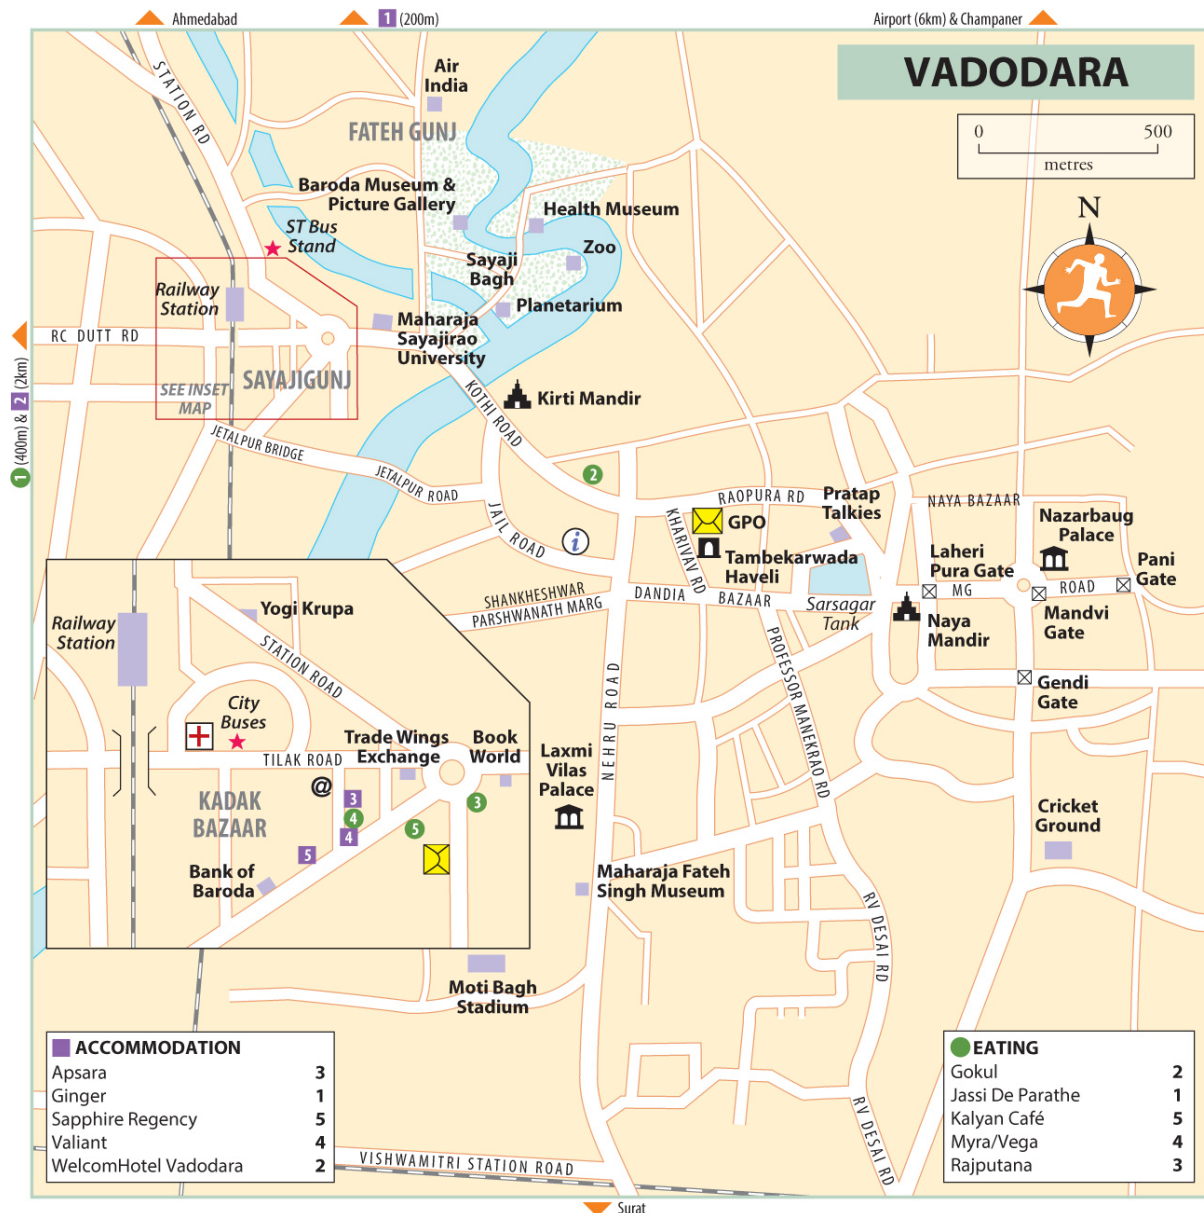 Ahmedabad
1 (200m)
Airport (6km) & Champaner
VADODARA
0 500
metres
N
STATION RD
Air
India
FATEH GUNJ
Baroda Museum &
Picture Gallery
Health Museum
ST Bus
Stand
Sayaji
Bagh
Zoo
Railway
Station
Planetarium
Maharaja
Sayajirao
University
RC DUTT RD
SAYAJIGUNJ
SEE INSET
MAP
1 (400m) & 2 (2km)
KOTHI ROAD
Kirti Mandir
JETALPUR BRIDGE
JETALPUR ROAD
2
JAIL ROAD
i
RAOPURA RD
Pratap
Talkies
NAYA BAZAAR
GPO
KHARIVAV RD
Tambekarwada
Haveli
Nazarbaug
Palace
Laheri
Pura Gate
Pani
Gate
MG ROAD
SHANKHESHWAR
PARSHWANATH MARG
DANDIA BAZAAR
Sarsagar
Tank
Naya
Mandir
Mandvi
Gate
Gendi
Gate
PROFESSOR MANEKRAO RD
NEHRU ROAD
Laxmi
Vilas
Palace
Cricket
Ground
Maharaja Fateh
Singh Museum
RV DESAI RD
RV DESAI RD
Moti Bagh
Stadium
Railway
Station
Yogi Krupa
STATION ROAD
City
Buses
TILAK ROAD
Trade Wings
Exchange
Book
World
@
KADAK
BAZAAR
3
4
4
5
3
5
Bank of
Baroda
ACCOMMODATION
Apsara 3
Ginger 1
Sapphire Regency 5
Valiant 4
WelcomHotel Vadodara 2
VISHWAMITRI STATION ROAD
EATING
Gokul 2
Jassi De Parathe 1
Kalyan Café 5
Myra/Vega 4
Rajputana 3
Surat